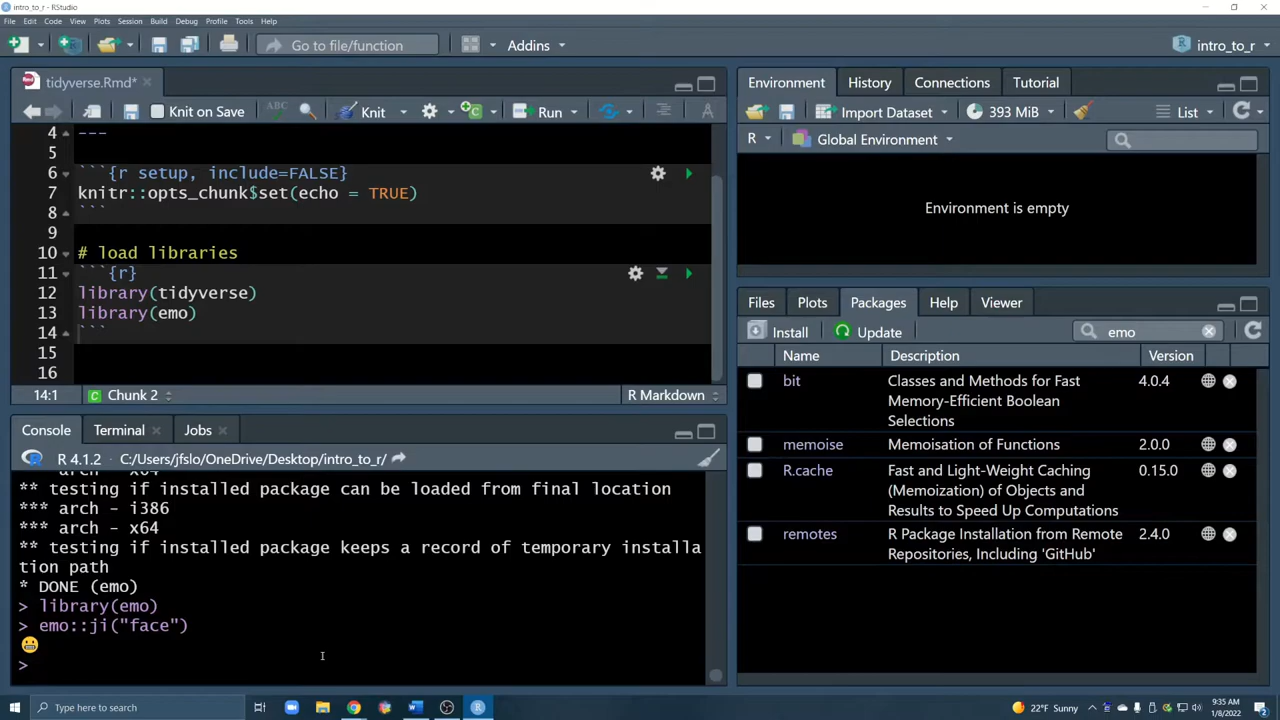 intro_to_r - RStudio
File Edit Code View Plots Session Build Debug Profile Tools Help
Go to file/function Addins intro_to_r
tidyverse.Rmd*
Knit on Save ABC Knit Run
4 ---
5
6 ```{r setup, include=FALSE}
7 knitr::opts_chunk$set(echo = TRUE)
8 ```
9
10 # load libraries
11 ```{r}
12 library(tidyverse)
13 library(emo)
14 ```
15
16
14:1 Chunk 2 R Markdown
Console Terminal Jobs
R 4.1.2 C:/Users/jfslo/OneDrive/Desktop/intro_to_r/
*** arch - x64
** testing if installed package can be loaded from final location
*** arch - i386
*** arch - x64
** testing if installed package keeps a record of temporary installa
tion path
* DONE (emo)
> library(emo)
> emo::ji("face")
😬
>
Environment History Connections Tutorial
Import Dataset 393 MiB List
R Global Environment
Environment is empty
Files Plots Packages Help Viewer
Install Update emo
Name Description Version
bit Classes and Methods for Fast 4.0.4
Memory-Efficient Boolean
Selections
memoise Memoisation of Functions 2.0.0
R.cache Fast and Light-Weight Caching 0.15.0
(Memoization) of Objects and
Results to Speed Up Computations
remotes R Package Installation from Remote 2.4.0
Repositories, Including 'GitHub'
Type here to search
22°F Sunny
9:35 AM
1/8/2022